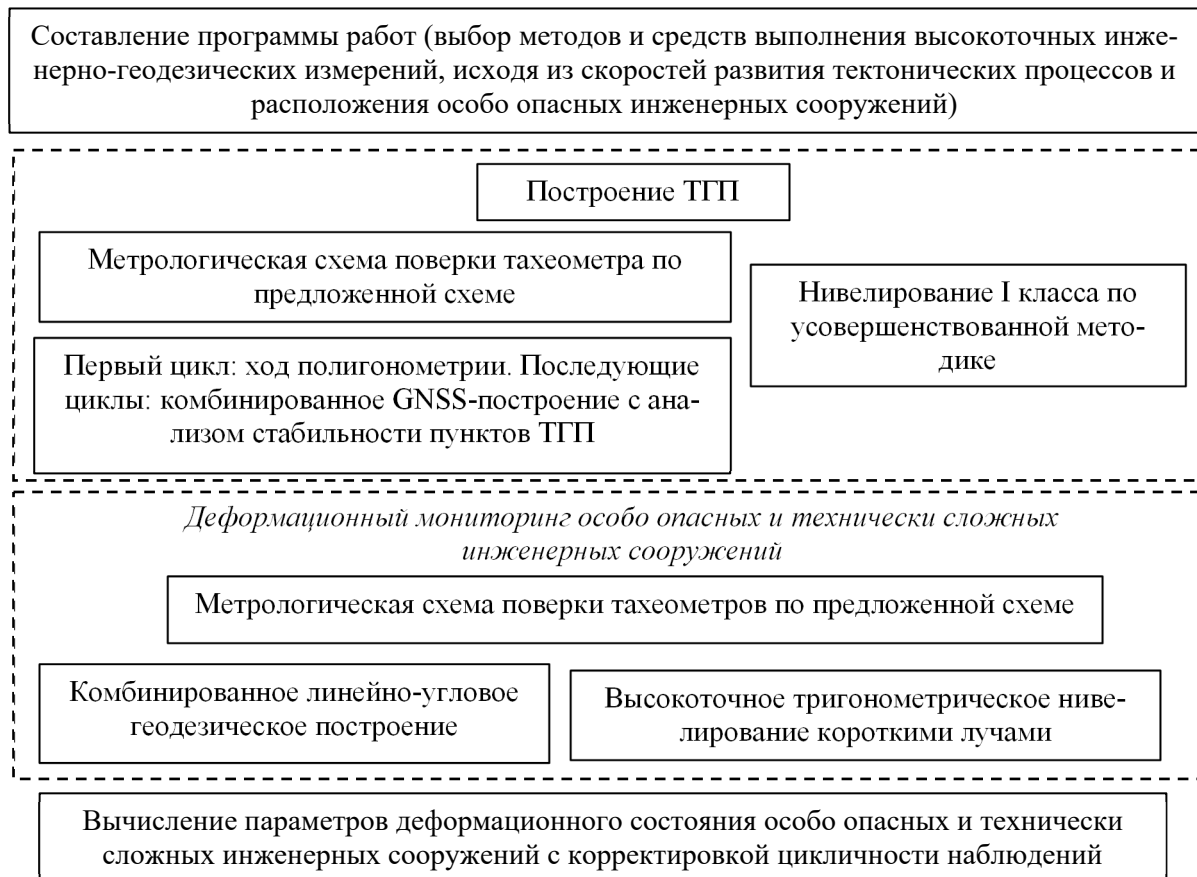 Составление программы работ (выбор методов и средств выполнения высокоточных инже-
нерно-геодезических измерений, исходя из скоростей развития тектонических процессов и
расположения особо опасных инженерных сооружений)
Построение ТГП
Метрологическая схема поверки тахеометра по
предложенной схеме
Нивелирование I класса по
усовершенствованной мето-
дике
Первый цикл: ход полигонометрии. Последующие
циклы: комбинированное GNSS-построение с ана-
лизом стабильности пунктов ТГП
Деформационный мониторинг особо опасных и технически сложных
инженерных сооружений
Метрологическая схема поверки тахеометров по предложенной схеме
Комбинированное линейно-угловое
геодезическое построение
Высокоточное тригонометрическое ниве-
лирование короткими лучами
Вычисление параметров деформационного состояния особо опасных и технически
сложных инженерных сооружений с корректировкой цикличности наблюдений